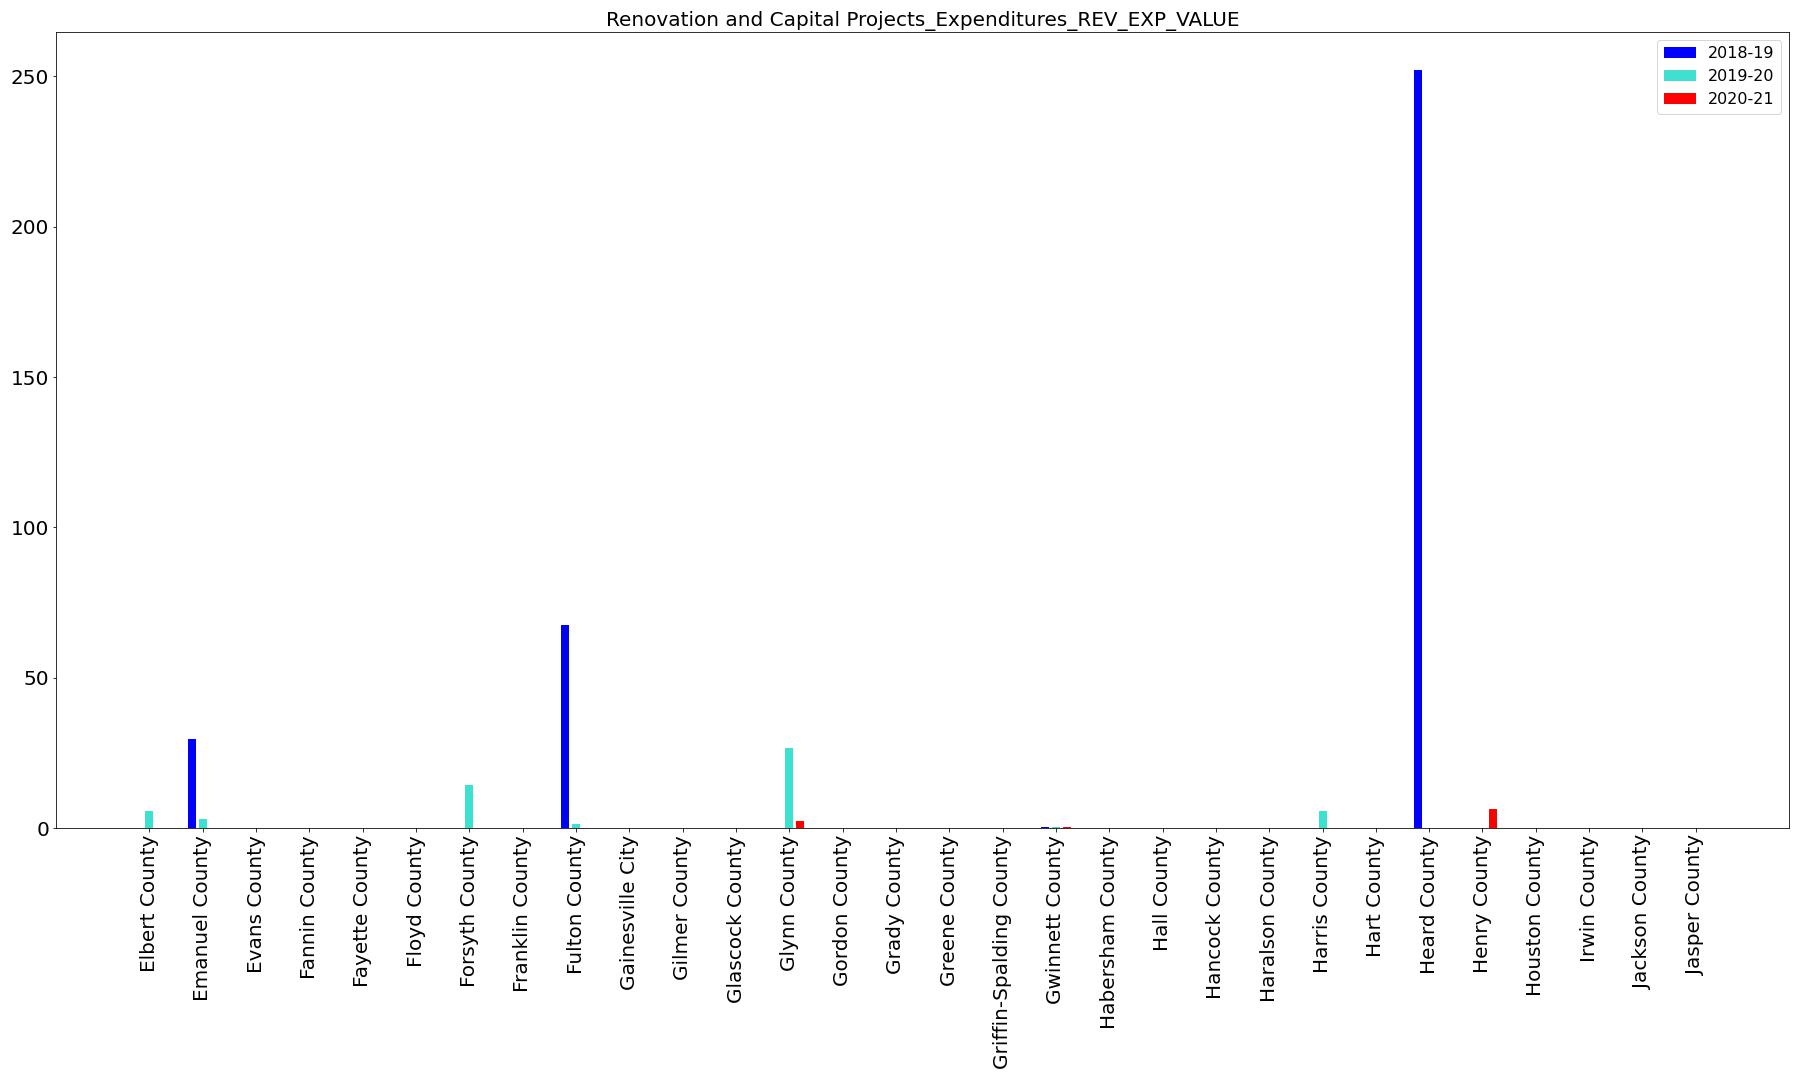 Renovation and Capital Projects_Expenditures_REV_EXP_VALUE
2018-19
2019-20
2020-21
250
200
150
100
50
0
Elbert County
Emanuel County
Evans County
Fannin County
Fayette County
Floyd County
Forsyth County
Franklin County
Fulton County
Gainesville City
Gilmer County
Glascock County
Glynn County
Gordon County
Grady County
Greene County
Griffin-Spalding County
Gwinnett County
Habersham County
Hall County
Hancock County
Haralson County
Harris County
Hart County
Heard County
Henry County
Houston County
Irwin County
Jackson County
Jasper County